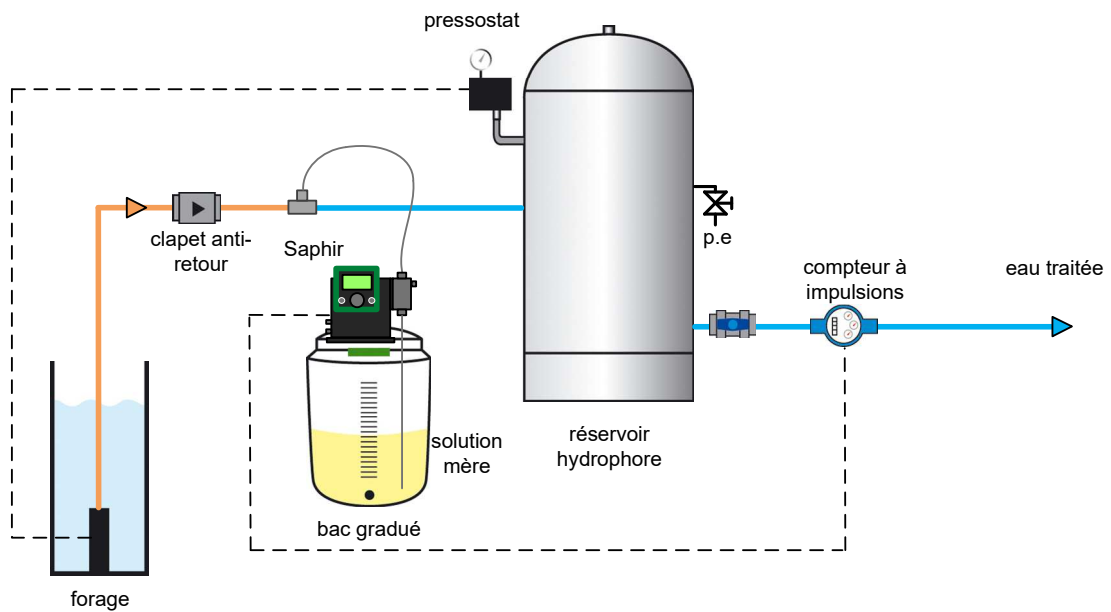 pressostat
clapet anti-
retour
Saphir
p.e
compteur à
impulsions
eau traitée
solution
mère
réservoir
hydrophore
bac gradué
forage